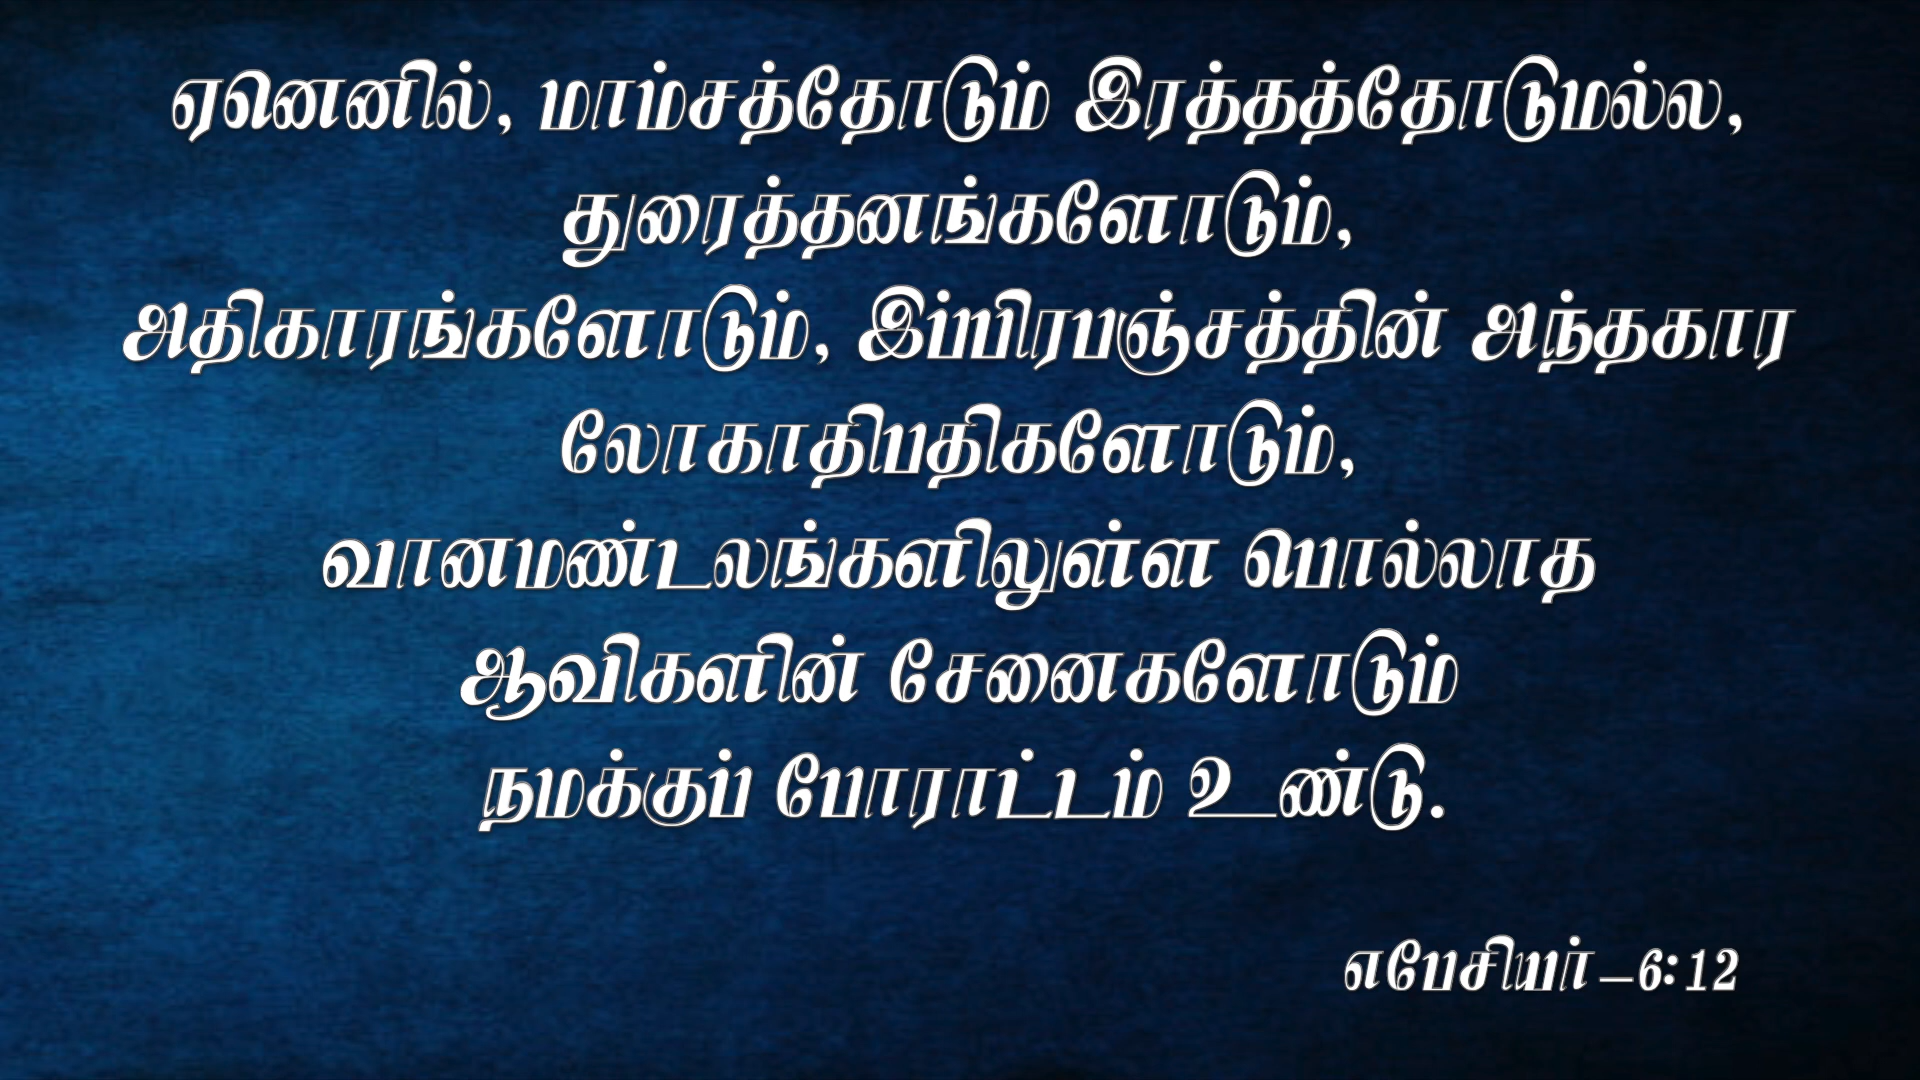 ஏனெனில், மாம்சத்தோடும் இரத்தத்தோடுமல்ல,
துரைத்தனங்களோடும்,
அதிகாரங்களோடும், இப்பிரபஞ்சத்தின் அந்தகார
லோகாதிபதிகளோடும்,
வானமண்டலங்களிலுள்ள பொல்லாத
ஆவிகளின் சேனைகளோடும்
நமக்குப் போராட்டம் உண்டு.
எபேசியர் –6:12